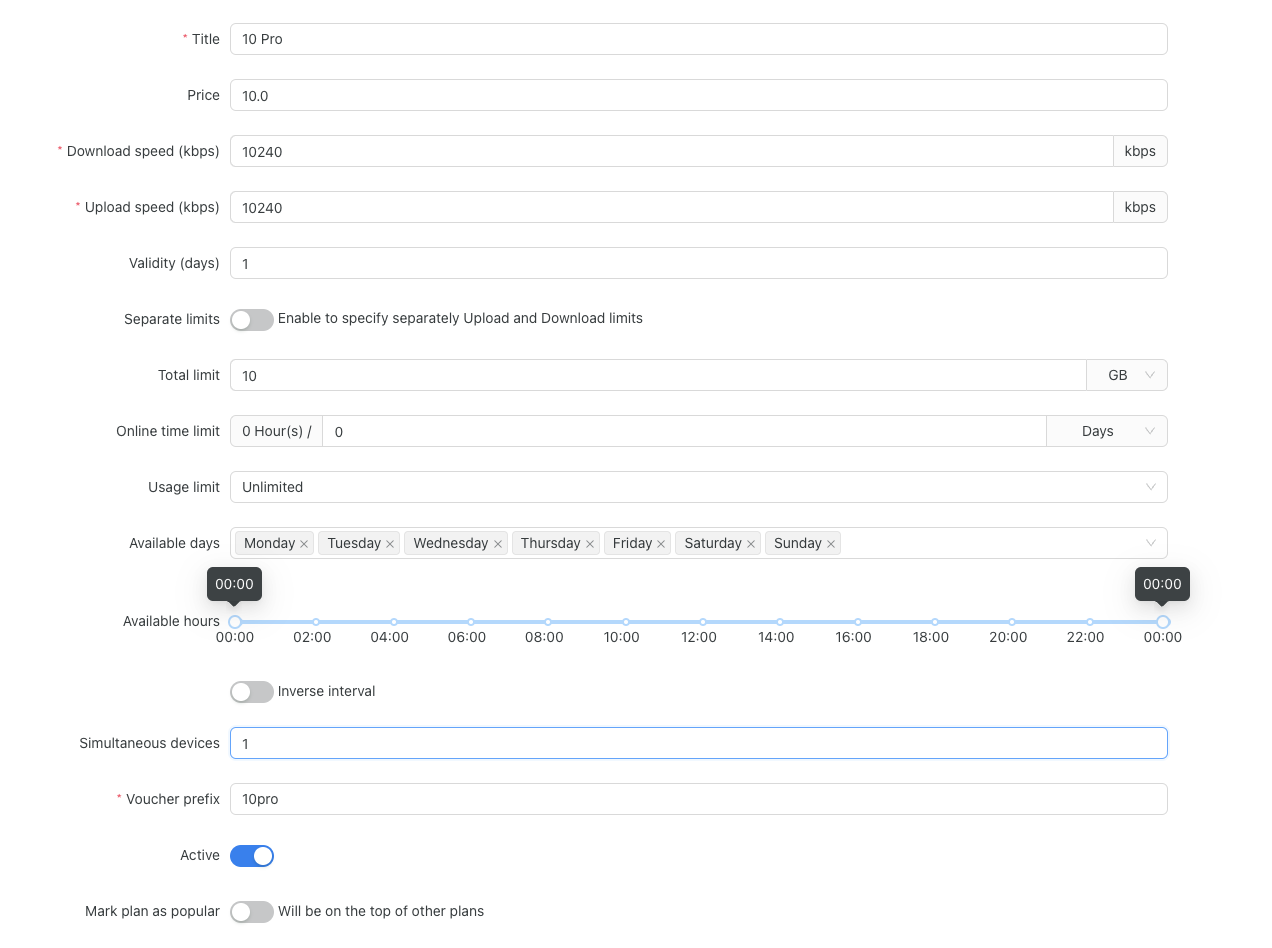 * Title 10 Pro
Price 10.0
* Download speed (kbps) 10240 kbps
* Upload speed (kbps) 10240 kbps
Validity (days) 1
Separate limits Enable to specify separately Upload and Download limits
Total limit 10 GB
Online time limit 0 Hour(s) / 0 Days
Usage limit Unlimited
Available days Monday Tuesday Wednesday Thursday Friday Saturday Sunday
00:00 00:00
Available hours
00:00 02:00 04:00 06:00 08:00 10:00 12:00 14:00 16:00 18:00 20:00 22:00 00:00
Inverse interval
Simultaneous devices 1
* Voucher prefix 10pro
Active
Mark plan as popular Will be on the top of other plans